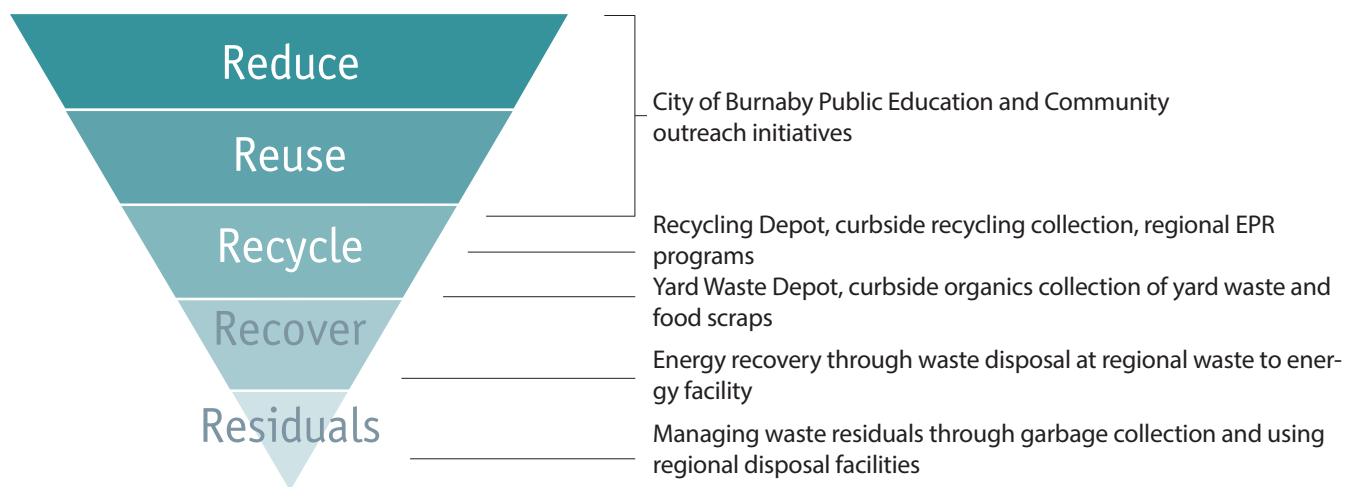 Reduce
Reuse
Recycle
Recover
Residuals
City of Burnaby Public Education and Community
outreach initiatives
Recycling Depot, curbside recycling collection, regional EPR
programs
Yard Waste Depot, curbside organics collection of yard waste and
food scraps
Energy recovery through waste disposal at regional waste to ener-
gy facility
Managing waste residuals through garbage collection and using
regional disposal facilities